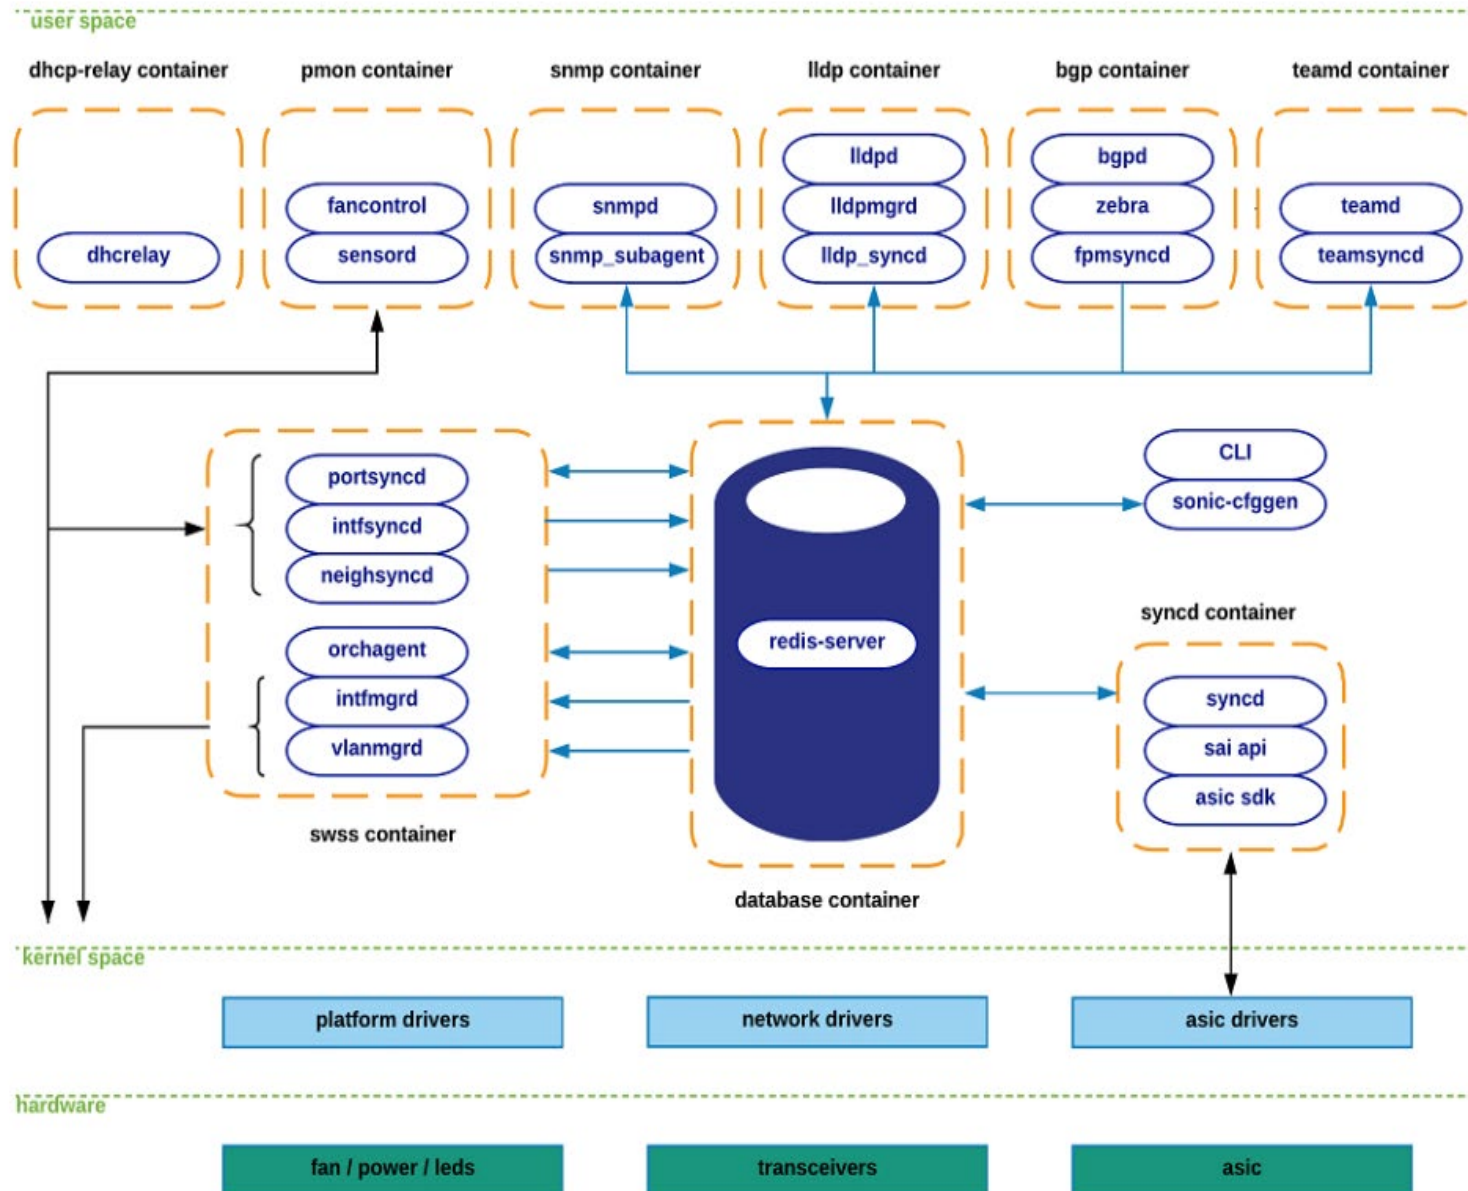 user space
dhcp-relay container
pmon container
snmp container
lldp container
bgp container
teamd container
dhcrelay
fancontrol
sensord
snmpd
snmp_subagent
lldpd
lldpmgrd
lldp_syncd
bgpd
zebra
fpmsyncd
teamd
teamsyncd
portsyncd
intfsyncd
neighsyncd
orchagent
intfmgrd
vlanmgrd
swss container
redis-server
database container
CLI
sonic-cfggen
syncd container
syncd
sai api
asic sdk
kernel space
platform drivers
network drivers
asic drivers
hardware
fan / power / leds
transceivers
asic